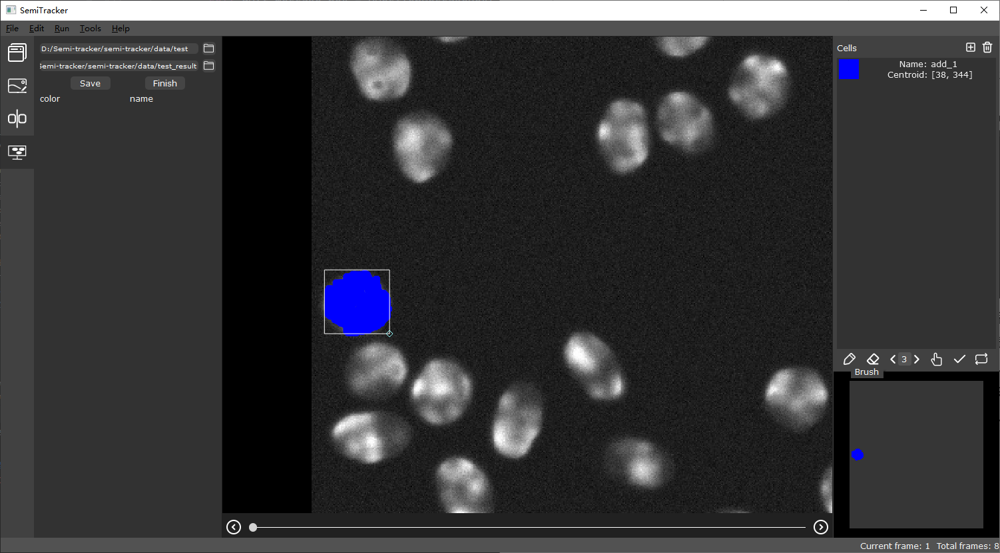 SemiTracker
File Edit Run Tools Help
D:/Semi-tracker/semi-tracker/data/test
Semi-tracker/semi-tracker/data/test_result
Save Finish
color name
Cells
Name: add_1
Centroid: [38, 344]
3
Brush
Current frame: 1 Total frames: 8